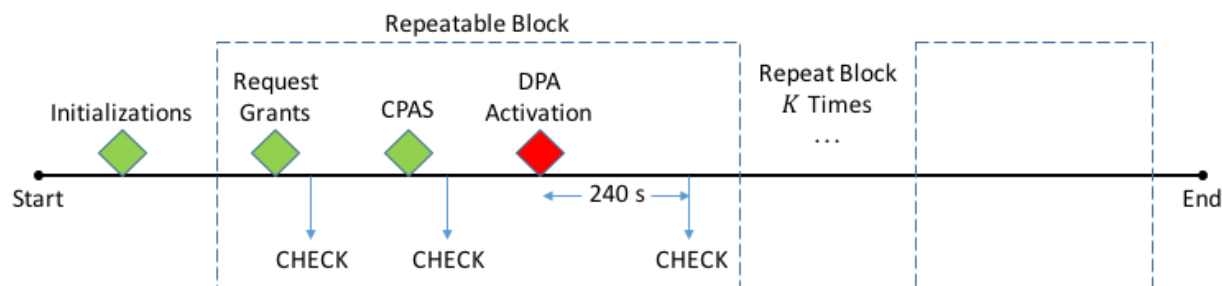 Repeatable Block
Initializations
Request
Grants
CPAS
DPA
Activation
Repeat Block
K Times
...
Start
240 s
End
CHECK
CHECK
CHECK